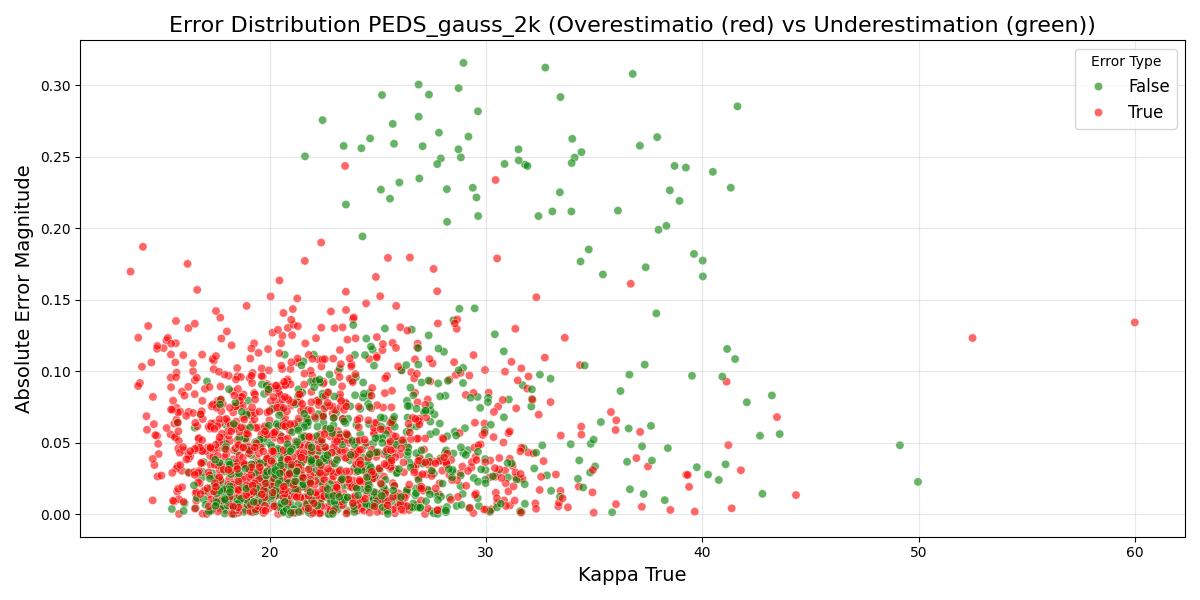 Error Distribution PEDS_gauss_2k (Overestimatio (red) vs Underestimation (green))
Error Type
False
True
Absolute Error Magnitude
0.30
0.25
0.20
0.15
0.10
0.05
0.00
20 30 40 50 60
Kappa True